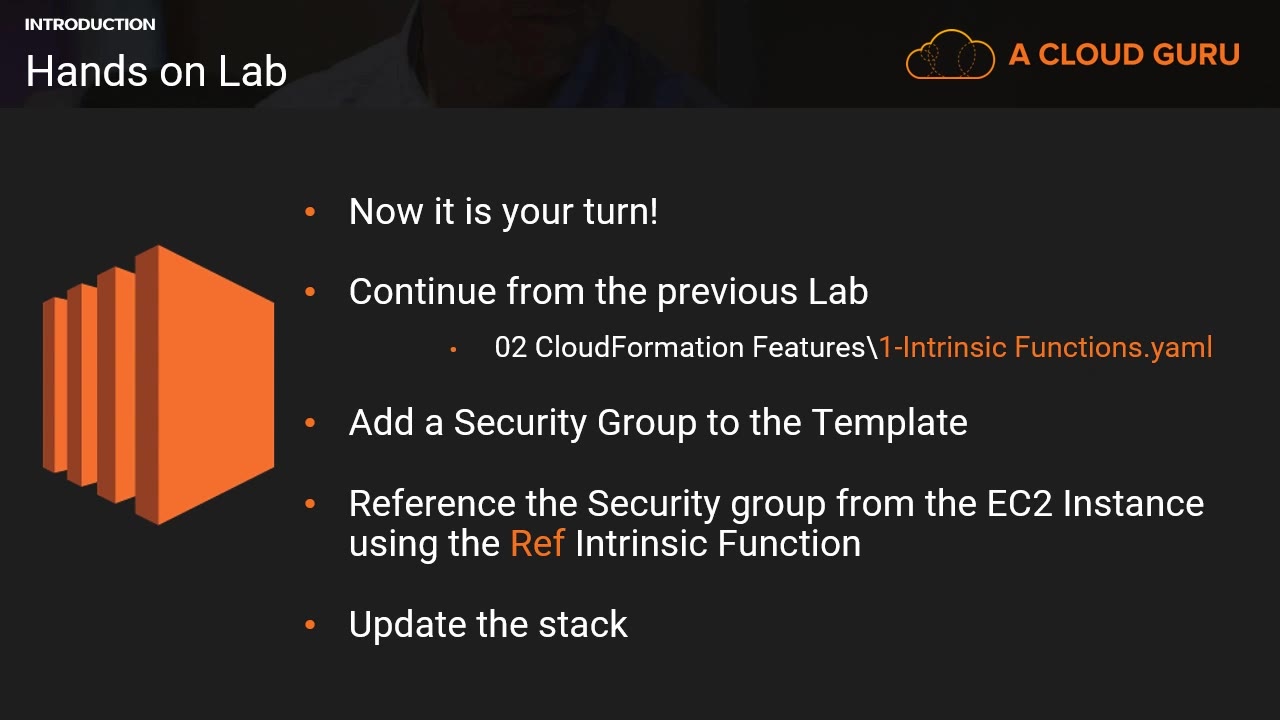 INTRODUCTION
Hands on Lab
A CLOUD GURU
• Now it is your turn!
• Continue from the previous Lab
• 02 CloudFormation Features\1-Intrinsic Functions.yaml
• Add a Security Group to the Template
• Reference the Security group from the EC2 Instance
using the Ref Intrinsic Function
• Update the stack